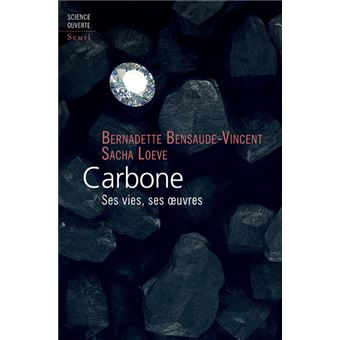 SCIENCE
OUVERTE
Seuil
BERNADETTE BENSAUDE-VINCENT
SACHA LOEVE
Carbone
Ses vies, ses œuvres